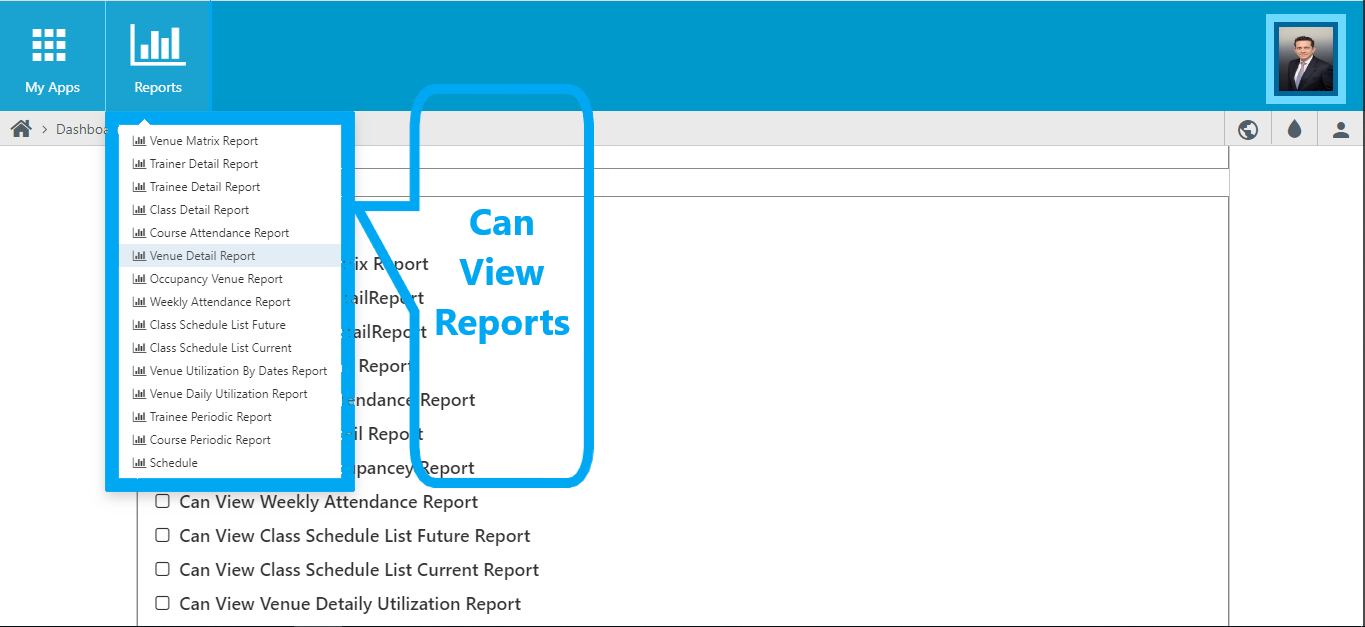 My Apps
Reports
Dashboa
Venue Matrix Report
Trainer Detail Report
Trainee Detail Report
Class Detail Report
Course Attendance Report
Venue Detail Report
Occupancy Venue Report
Weekly Attendance Report
Class Schedule List Future
Class Schedule List Current
Venue Utilization By Dates Report
Venue Daily Utilization Report
Trainee Periodic Report
Course Periodic Report
Schedule
Can
View
Reports
ix Report
ailReport
ailReport
Report
endance Report
il Report
upancey Report
Can View Weekly Attendance Report
Can View Class Schedule List Future Report
Can View Class Schedule List Current Report
Can View Venue Detaily Utilization Report